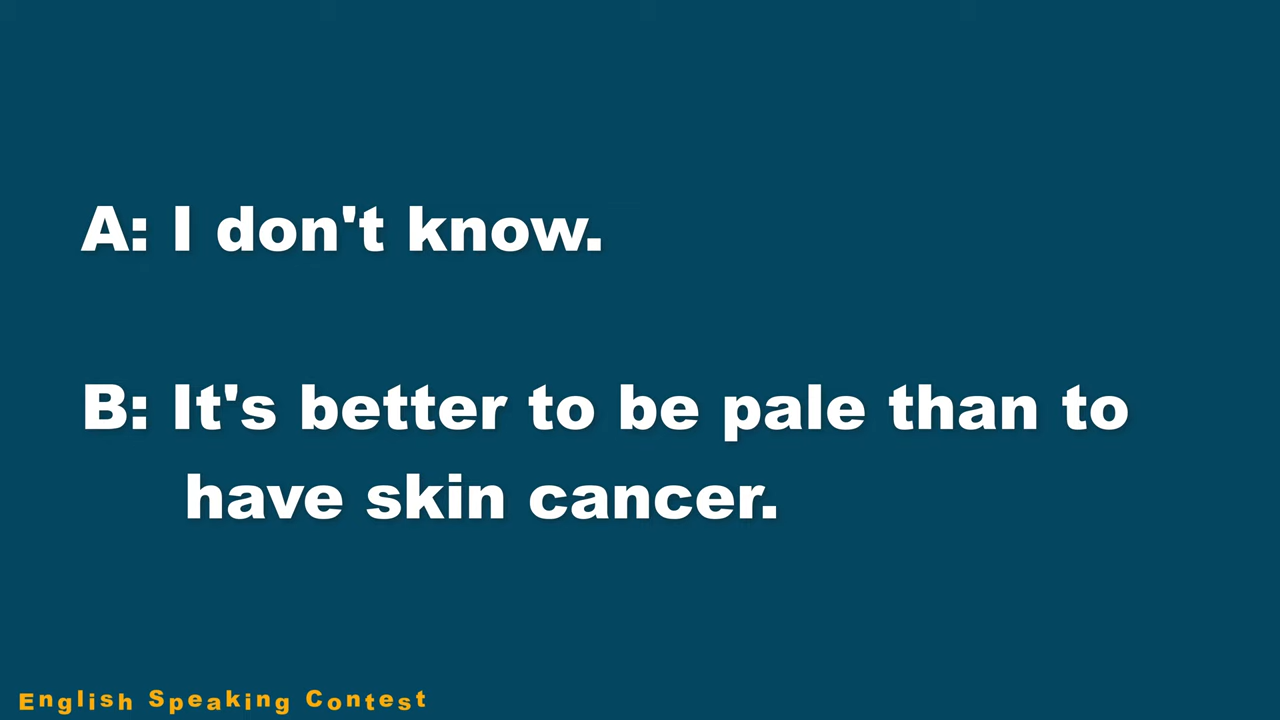 A: I don't know.
B: It's better to be pale than to
have skin cancer.
English Speaking Contest